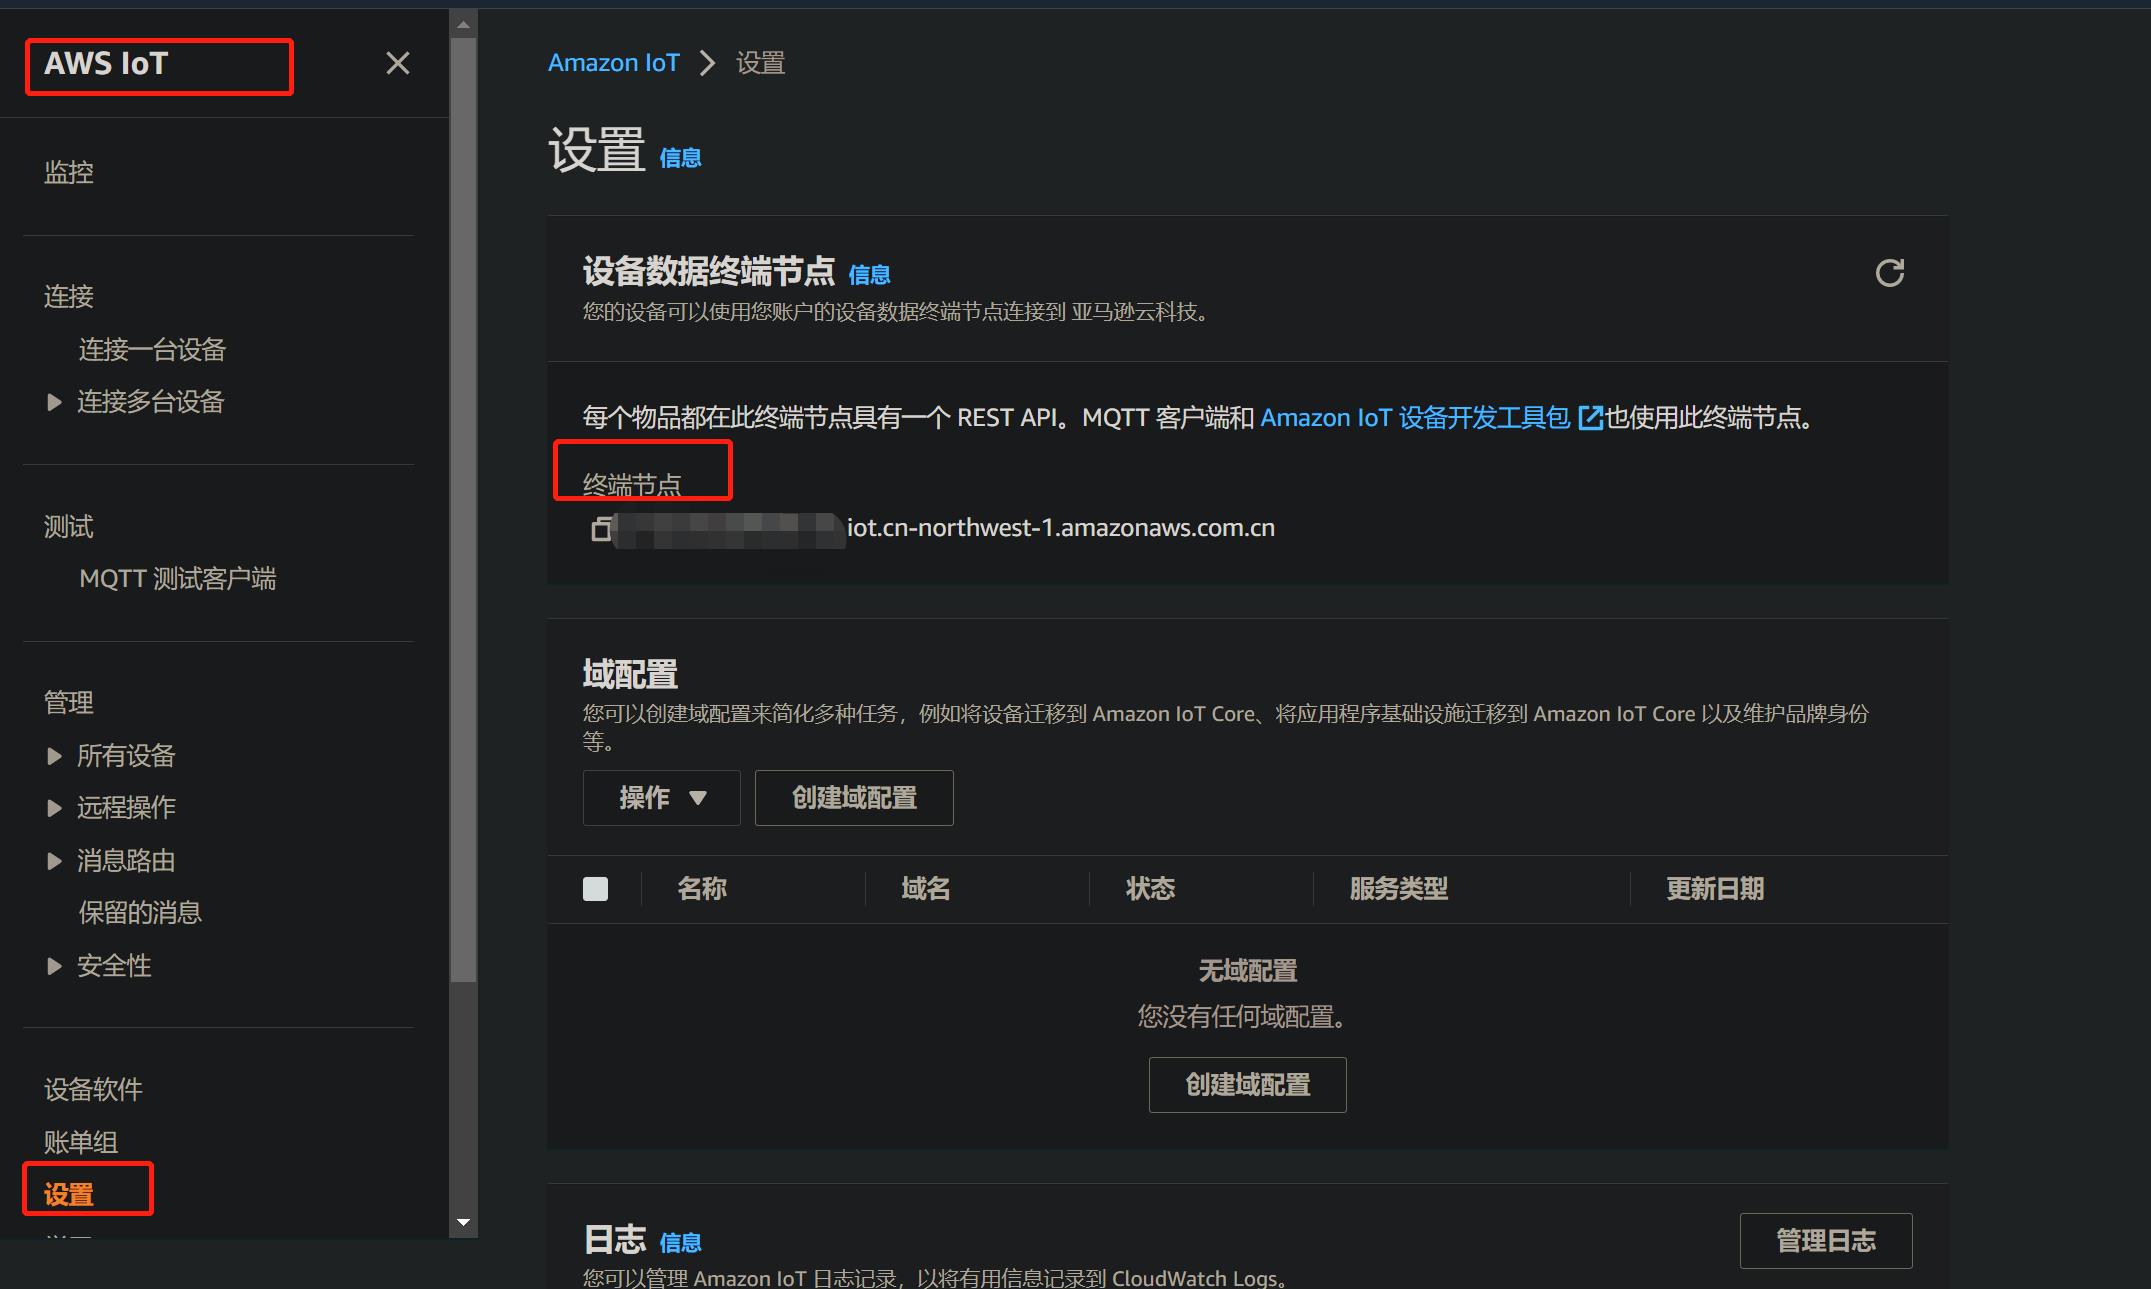 AWS IoT
监控
连接
连接一台设备
连接多台设备
测试
MQTT 测试客户端
管理
所有设备
远程操作
消息路由
保留的消息
安全性
设备软件
账单组
设置
Amazon IoT
设置
设置 信息
设备数据终端节点 信息
您的设备可以使用您账户的设备数据终端节点连接到 亚马逊云科技。
每个物品都在此终端节点具有一个 REST API。MQTT 客户端和 Amazon IoT 设备开发工具包 也使用此终端节点。
终端节点
iot.cn-northwest-1.amazonaws.com.cn
域配置
您可以创建域配置来简化多种任务，例如将设备迁移到 Amazon IoT Core、将应用程序基础设施迁移到 Amazon IoT Core 以及维护品牌身份
等。
操作 创建域配置
名称 域名 状态 服务类型 更新日期
无域配置
您没有任何域配置。
创建域配置
日志 信息
管理日志
您可以管理 Amazon IoT 日志记录，以将有用信息记录到 CloudWatch Logs。